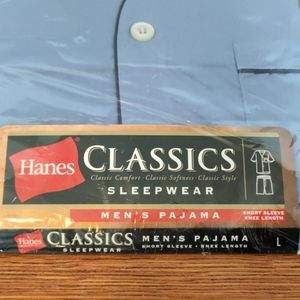 Hanes
CLASSICS
Classic Comfort · Classic Softness · Classic Style
SLEEPWEAR
MEN'S PAJAMA
SHORT SLEEVE · KNEE LENGTH
Hanes CLASSICS SLEEPWEAR
MEN'S PAJAMA
SHORT SLEEVE · KNEE LENGTH
L